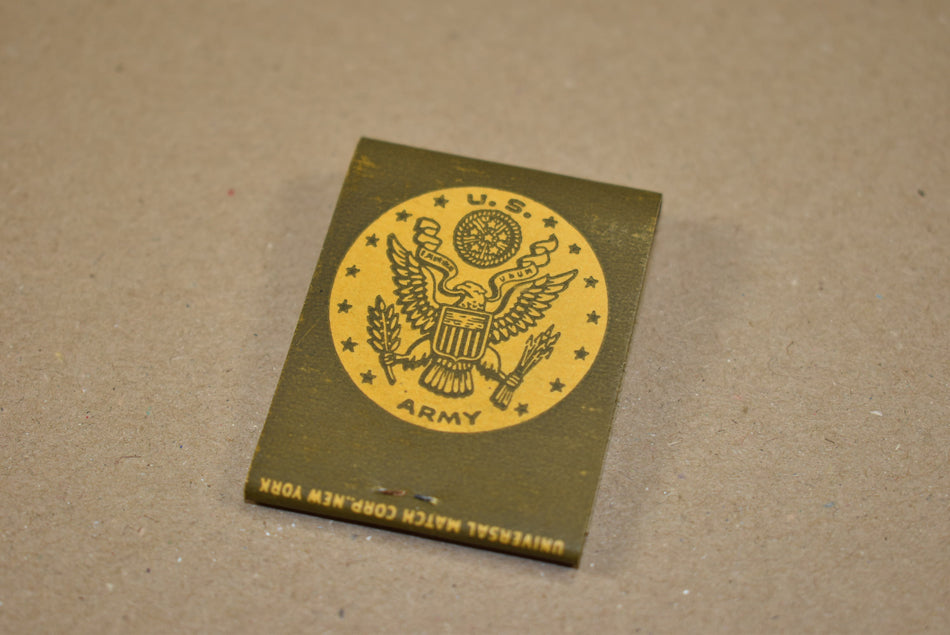 U. S.
ARMY
UNIVERSAL MATCH CORP., NEW YORK